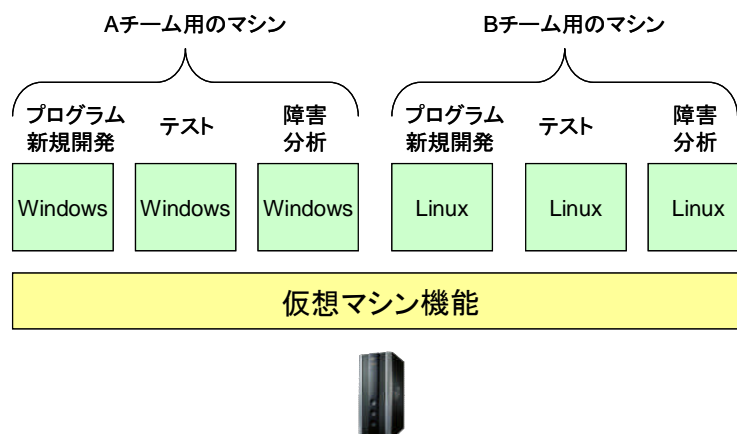 Aチーム用のマシン
Bチーム用のマシン
プログラム
新規開発
テスト
障害
分析
プログラム
新規開発
テスト
障害
分析
Windows
Windows
Windows
Linux
Linux
Linux
仮想マシン機能